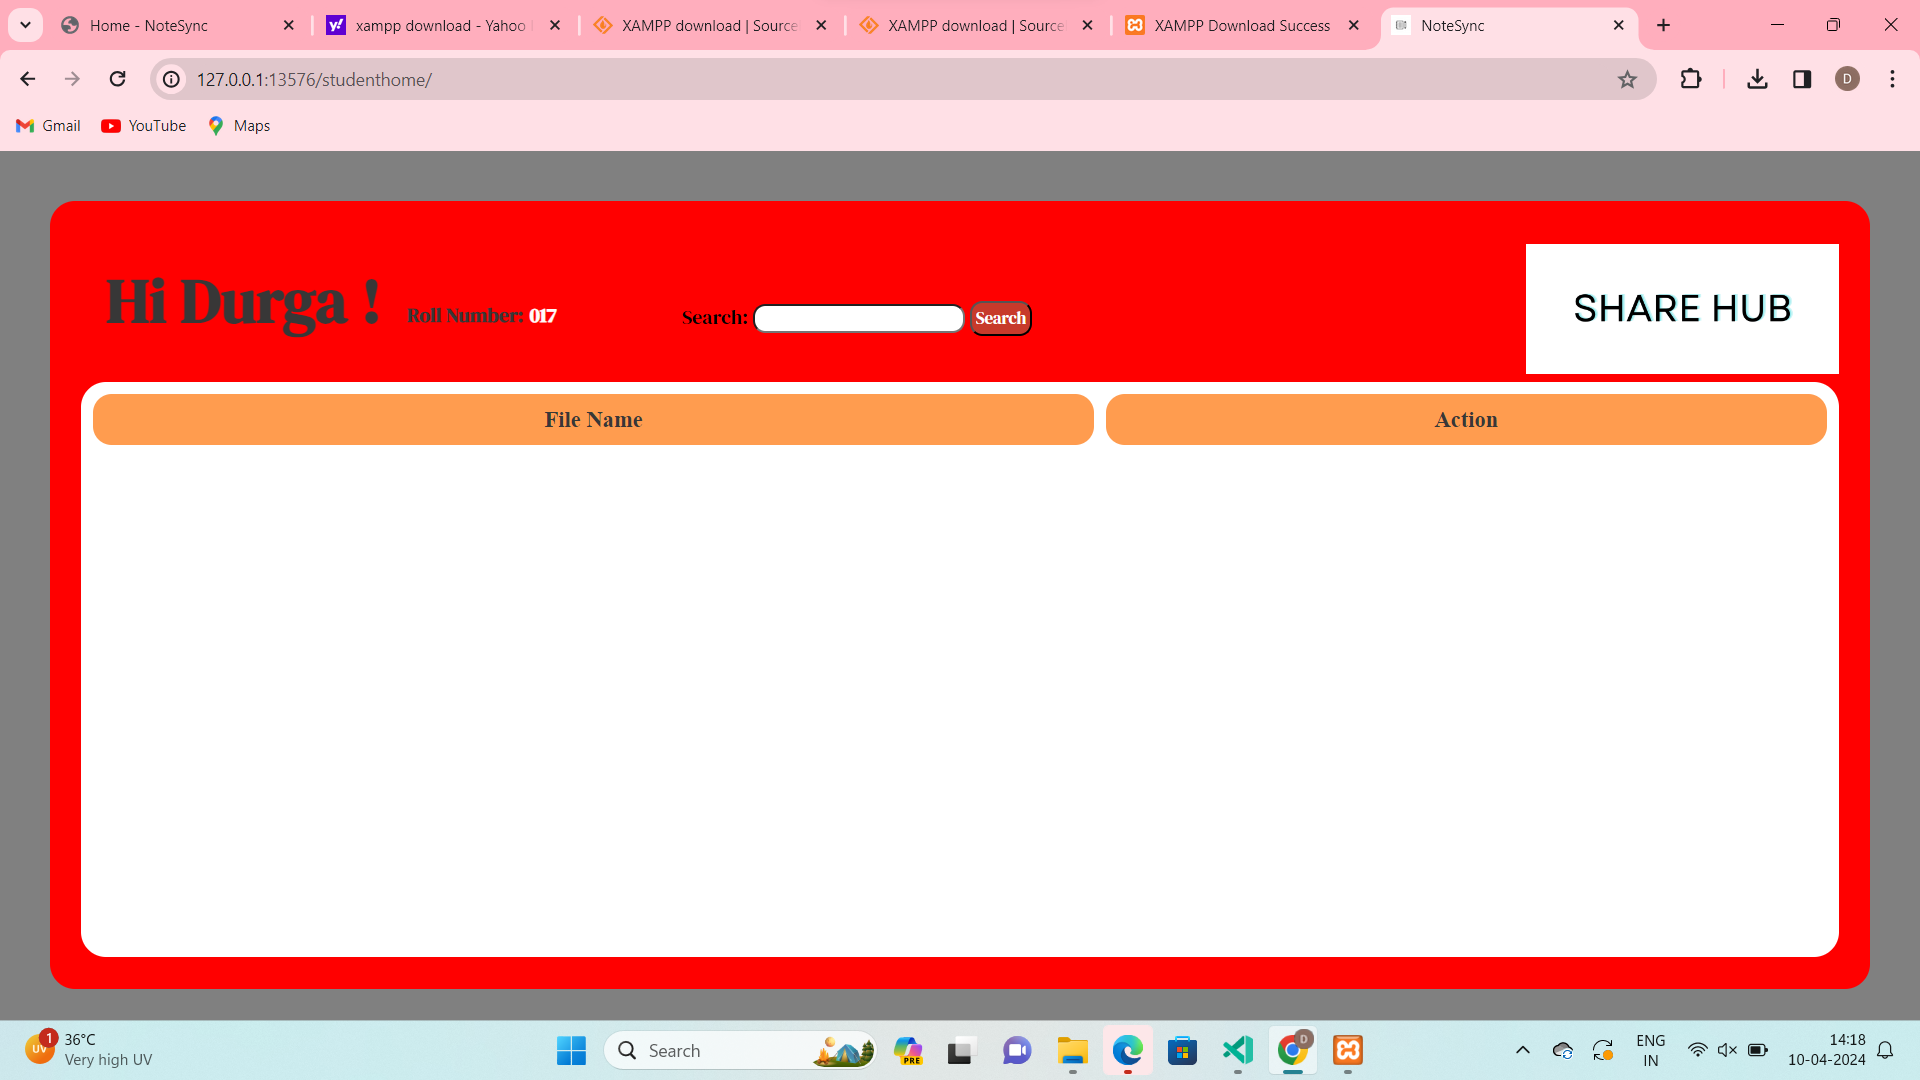 Home - NoteSync
xampp download - Yahoo
XAMPP download | Source
XAMPP download | Source
XAMPP Download Success
NoteSync
127.0.0.1:13576/studenthome/
D
Gmail
YouTube
Maps
Hi Durga !
Roll Number: 017
Search:
Search
SHARE HUB
File Name
Action
UV
1
36°C
Very high UV
Search
PRE
D
ENG
IN
14:18
10-04-2024